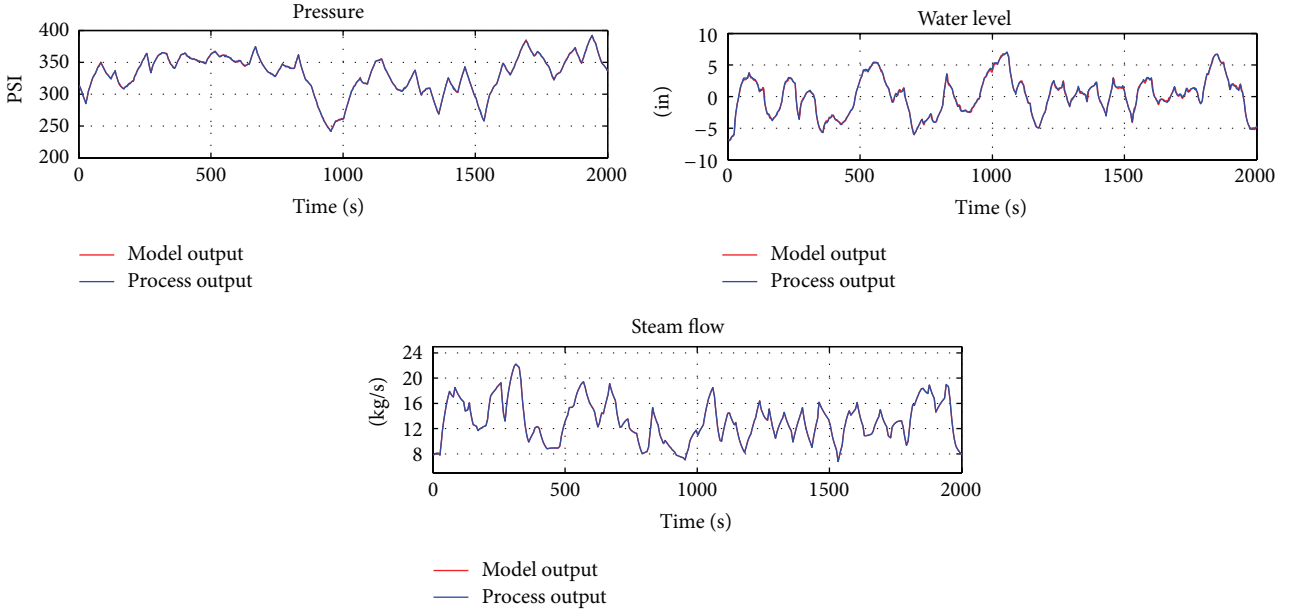 Pressure
400
350
300
250
200
PSI
0 500 1000 1500 2000
Time (s)
Model output
Process output
Water level
10
5
0
−5
−10
(in)
0 500 1000 1500 2000
Time (s)
Model output
Process output
Steam flow
24
20
16
12
8
(kg/s)
0 500 1000 1500 2000
Time (s)
Model output
Process output